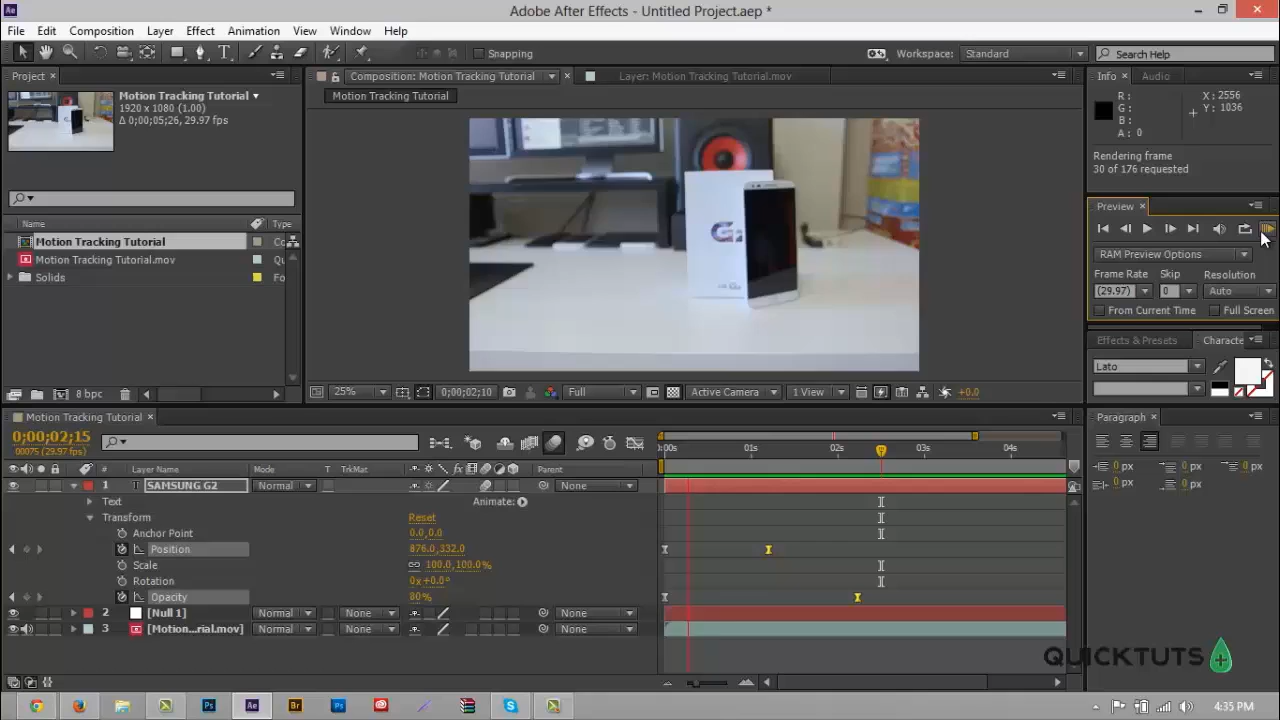 Adobe After Effects - Untitled Project.aep *
File Edit Composition Layer Effect Animation View Window Help
Snapping
Workspace: Standard
Search Help
Project
Composition: Motion Tracking Tutorial
Layer: Motion Tracking Tutorial.mov
Info Audio
Motion Tracking Tutorial
1920 x 1080 (1.00)
Δ 0;00;05;26, 29.97 fps
Motion Tracking Tutorial
R :
G :
B :
A : 0
X : 2556
Y : 1036
Rendering frame
30 of 176 requested
Preview
RAM Preview Options
Frame Rate Skip Resolution
(29.97) 0 Auto
From Current Time Full Screen
Name Type
Motion Tracking Tutorial
Motion Tracking Tutorial.mov
Solids
Effects & Presets Characte
Lato
8 bpc
25% 0;00;02;10 Full Active Camera 1 View +0.0
Motion Tracking Tutorial
0;00;02;15
00075 (29.97 fps)
01s 02s 03s 04s
# Layer Name Mode T TrkMat Parent
1 T SAMSUNG G2 Normal None
Text Animate:
Transform Reset
Anchor Point 0.0,0.0
Position 876.0,332.0
Scale 100.0,100.0%
Rotation 0x+0.0°
Opacity 80%
2 [Null 1] Normal None None
3 [Motion...rial.mov] Normal None None
Paragraph
0 px 0 px 0 px
0 px 0 px
QUICKTUTS
4:35 PM